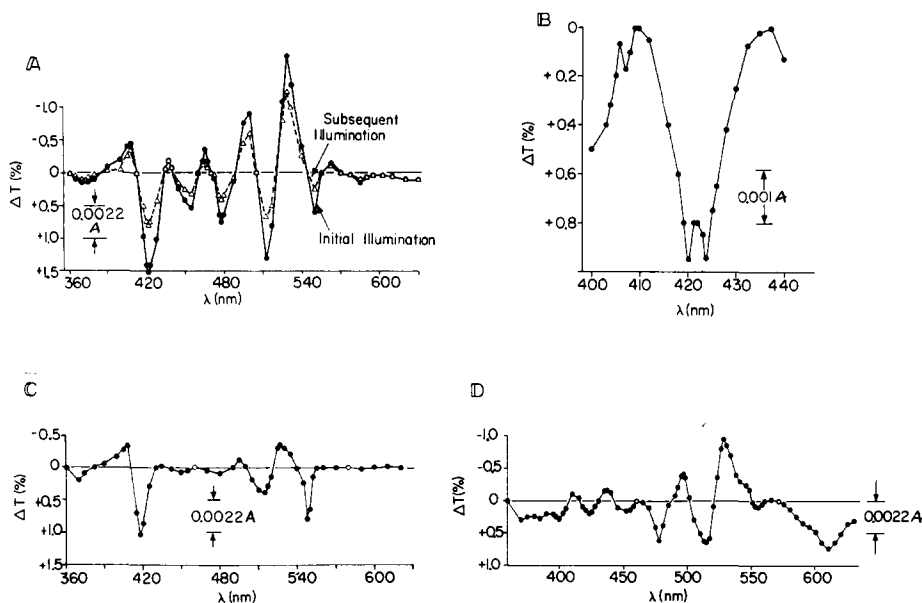 A
-1.0
-0.5
0
+0.5
+1.0
+1.5
ΔT (%)
0.0022
A
Subsequent
Illumination
Initial Illumination
360
420
480
540
600
λ (nm)
B
0
+0.2
+0.4
+0.6
+0.8
ΔT (%)
0.001A
400
410
420
430
440
λ(nm)
C
-0.5
0
+0.5
+1.0
+1.5
ΔT (%)
0.0022A
360
420
480
540
600
λ (nm)
D
-1.0
-0.5
0
+0.5
+1.0
ΔT(%)
0.0022A
400
450
500
550
600
λ(nm)